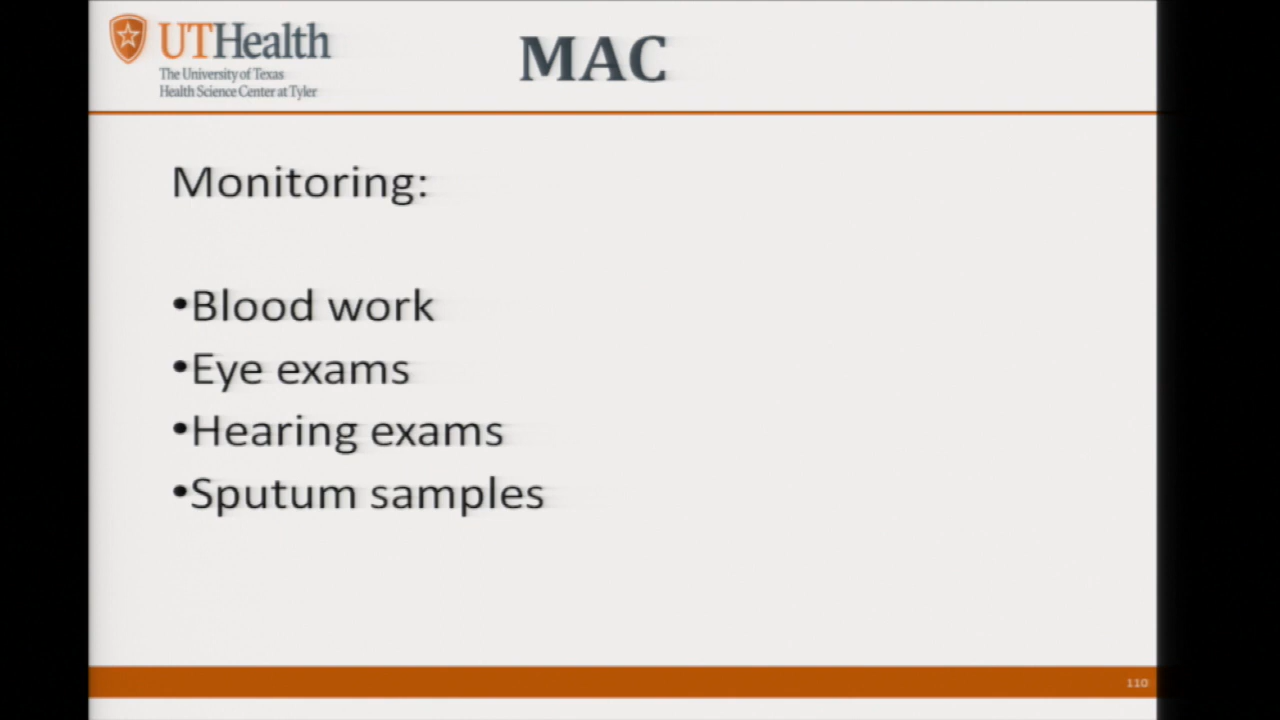 UTHealth
The University of Texas
Health Science Center at Tyler
MAC
Monitoring:
•Blood work
•Eye exams
•Hearing exams
•Sputum samples
110